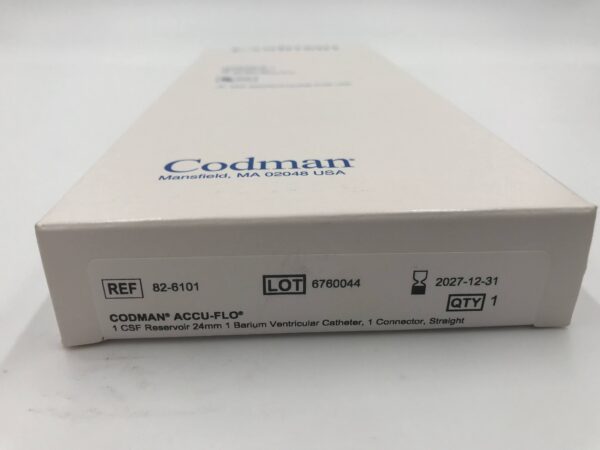 Codman®
Mansfield, MA 02048 USA
REF 82-6101 LOT 6760044 2027-12-31
QTY 1
CODMAN® ACCU-FLO®
1 CSF Reservoir 24mm 1 Barium Ventricular Catheter, 1 Connector, Straight